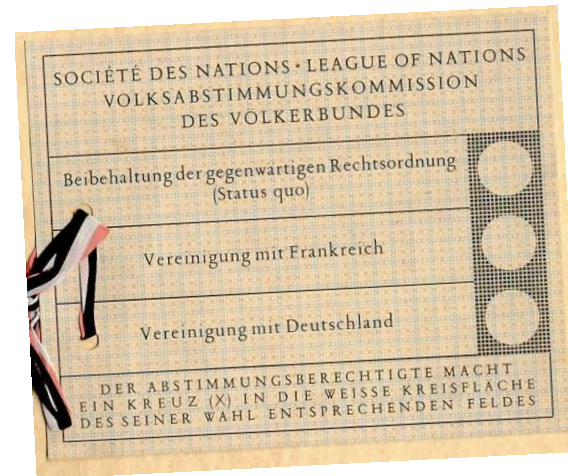 SOCIÉTÉ DES NATIONS · LEAGUE OF NATIONS
VOLKSABSTIMMUNGSKOMMISSION
DES VÖLKERBUNDES
Beibehaltung der gegenwärtigen Rechtsordnung
(Status quo)
Vereinigung mit Frankreich
Vereinigung mit Deutschland
DER ABSTIMMUNGSBERECHTIGTE MACHT
EIN KREUZ (X) IN DIE WEISSE KREISFLÄCHE
DES SEINER WAHL ENTSPRECHENDEN FELDES